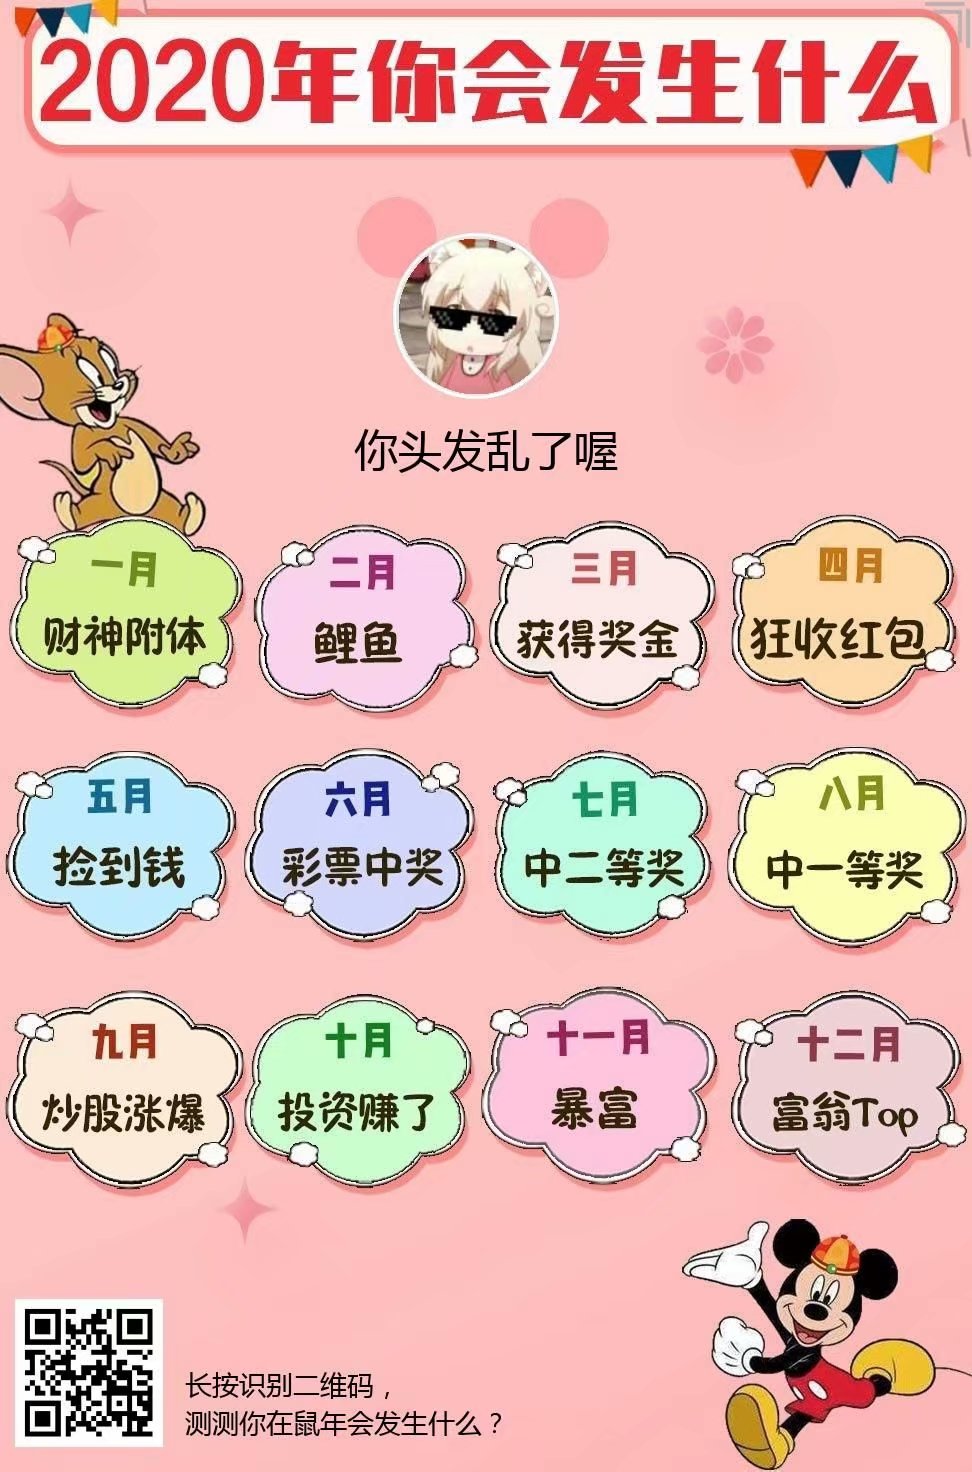 2020年你会发生什么
你头发乱了喔
一月
财神附体
二月
鲤鱼
三月
获得奖金
四月
狂收红包
五月
捡到钱
六月
彩票中奖
七月
中二等奖
八月
中一等奖
九月
炒股涨爆
十月
投资赚了
十一月
暴富
十二月
富翁Top
长按识别二维码，
测测你在鼠年会发生什么？